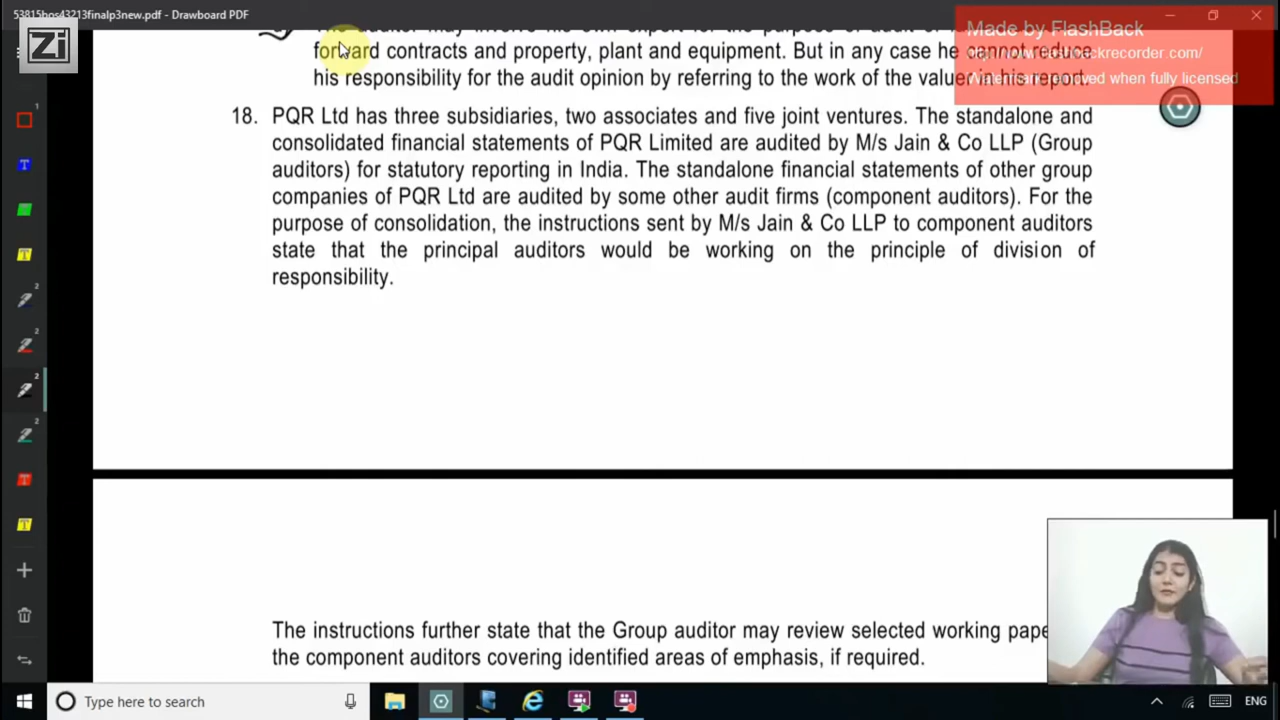 53815bos43213finalp3new.pdf - Drawboard PDF
Zi
Made by FlashBack
Watermark removed when fully licensed
forward contracts and property, plant and equipment. But in any case he cannot reduce
his responsibility for the audit opinion by referring to the work of the valuer in his report.
18. PQR Ltd has three subsidiaries, two associates and five joint ventures. The standalone and
consolidated financial statements of PQR Limited are audited by M/s Jain & Co LLP (Group
auditors) for statutory reporting in India. The standalone financial statements of other group
companies of PQR Ltd are audited by some other audit firms (component auditors). For the
purpose of consolidation, the instructions sent by M/s Jain & Co LLP to component auditors
state that the principal auditors would be working on the principle of division of
responsibility.
The instructions further state that the Group auditor may review selected working
the component auditors covering identified areas of emphasis, if required.
Type here to search
ENG